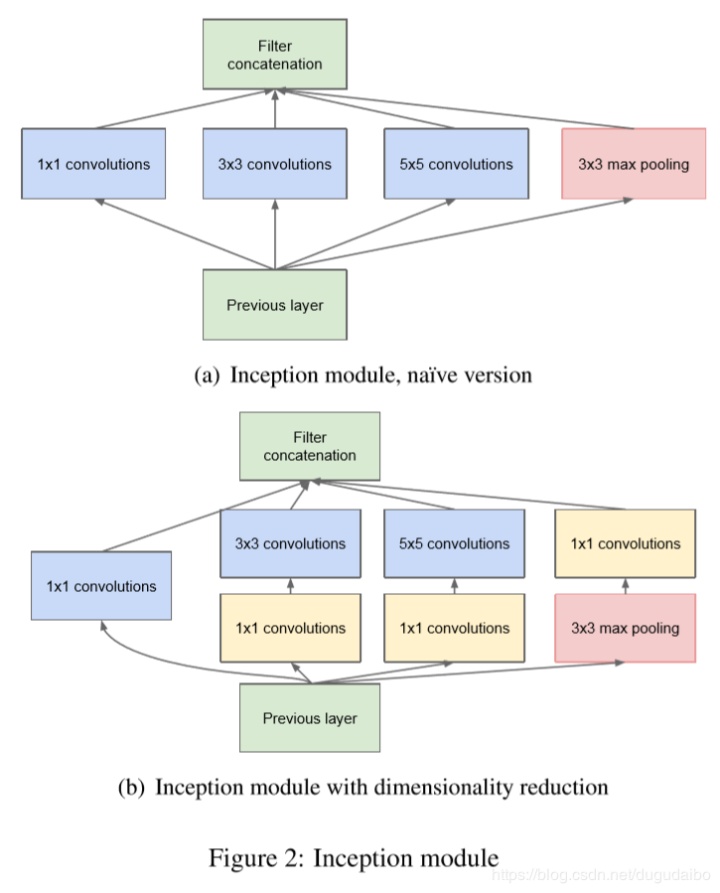 Filter
concatenation
1x1 convolutions
3x3 convolutions
5x5 convolutions
3x3 max pooling
Previous layer
(a) Inception module, naïve version
Filter
concatenation
3x3 convolutions
5x5 convolutions
1x1 convolutions
1x1 convolutions
1x1 convolutions
1x1 convolutions
3x3 max pooling
Previous layer
(b) Inception module with dimensionality reduction
Figure 2: Inception module
https://blog.csdn.net/dugudaibo